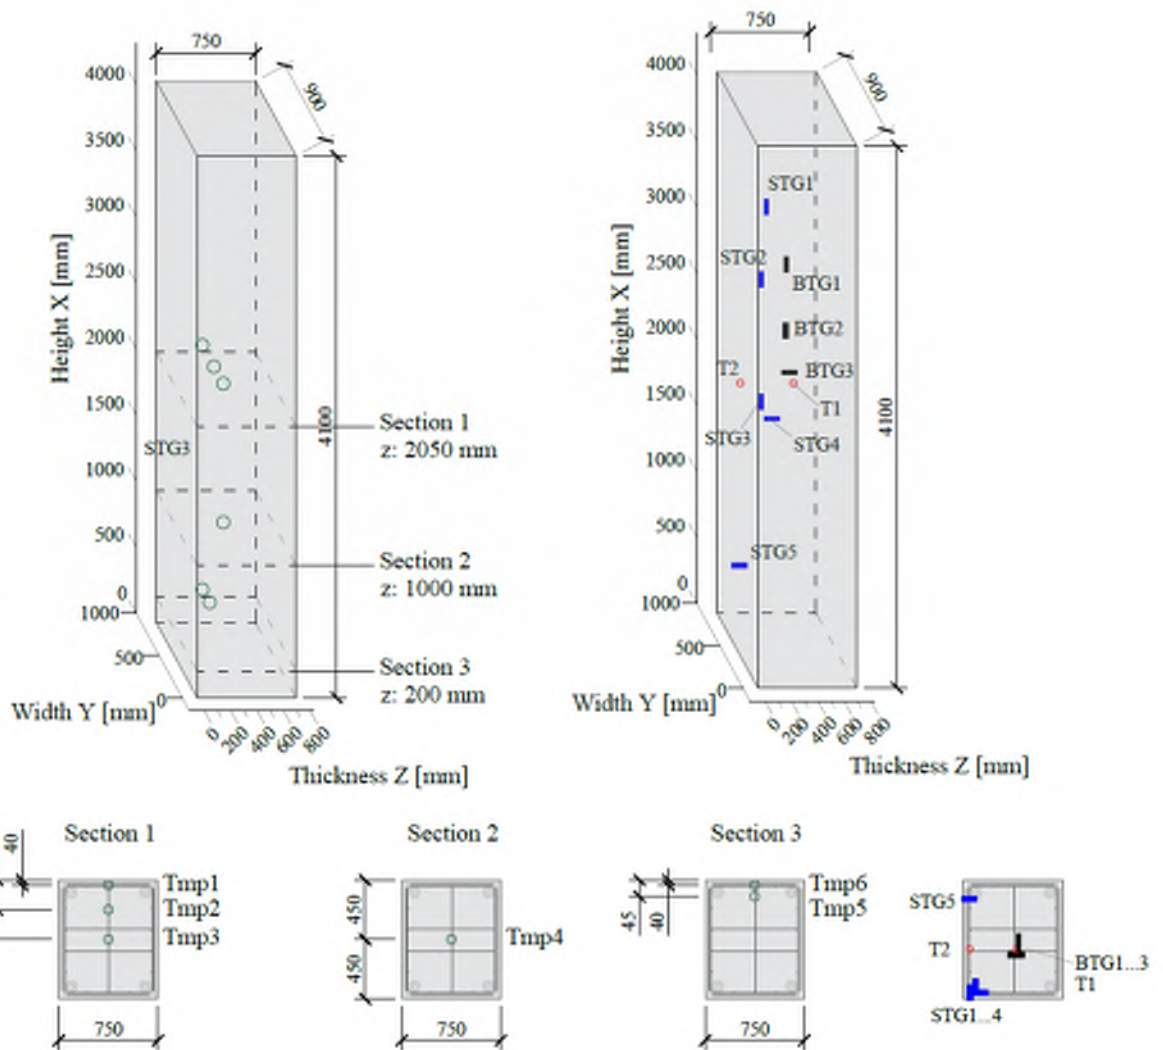 750
900
4000
3500
3000
2500
2000
1500
1000
500
0
1000
500
0
Height X [mm]
Width Y [mm]
0
200
400
600
800
Thickness Z [mm]
STG3
4100
Section 1
z: 2050 mm
Section 2
z: 1000 mm
Section 3
z: 200 mm
750
900
4000
3500
3000
2500
2000
1500
1000
500
0
1000
500
0
Height X [mm]
Width Y [mm]
0
200
400
600
800
Thickness Z [mm]
STG1
STG2
BTG1
BTG2
T2
BTG3
T1
STG3
STG4
STG5
4100
Section 1
40
Tmp1
Tmp2
Tmp3
750
Section 2
450
450
Tmp4
750
Section 3
45
40
Tmp6
Tmp5
750
STG5
T2
BTG1...3
T1
STG1...4